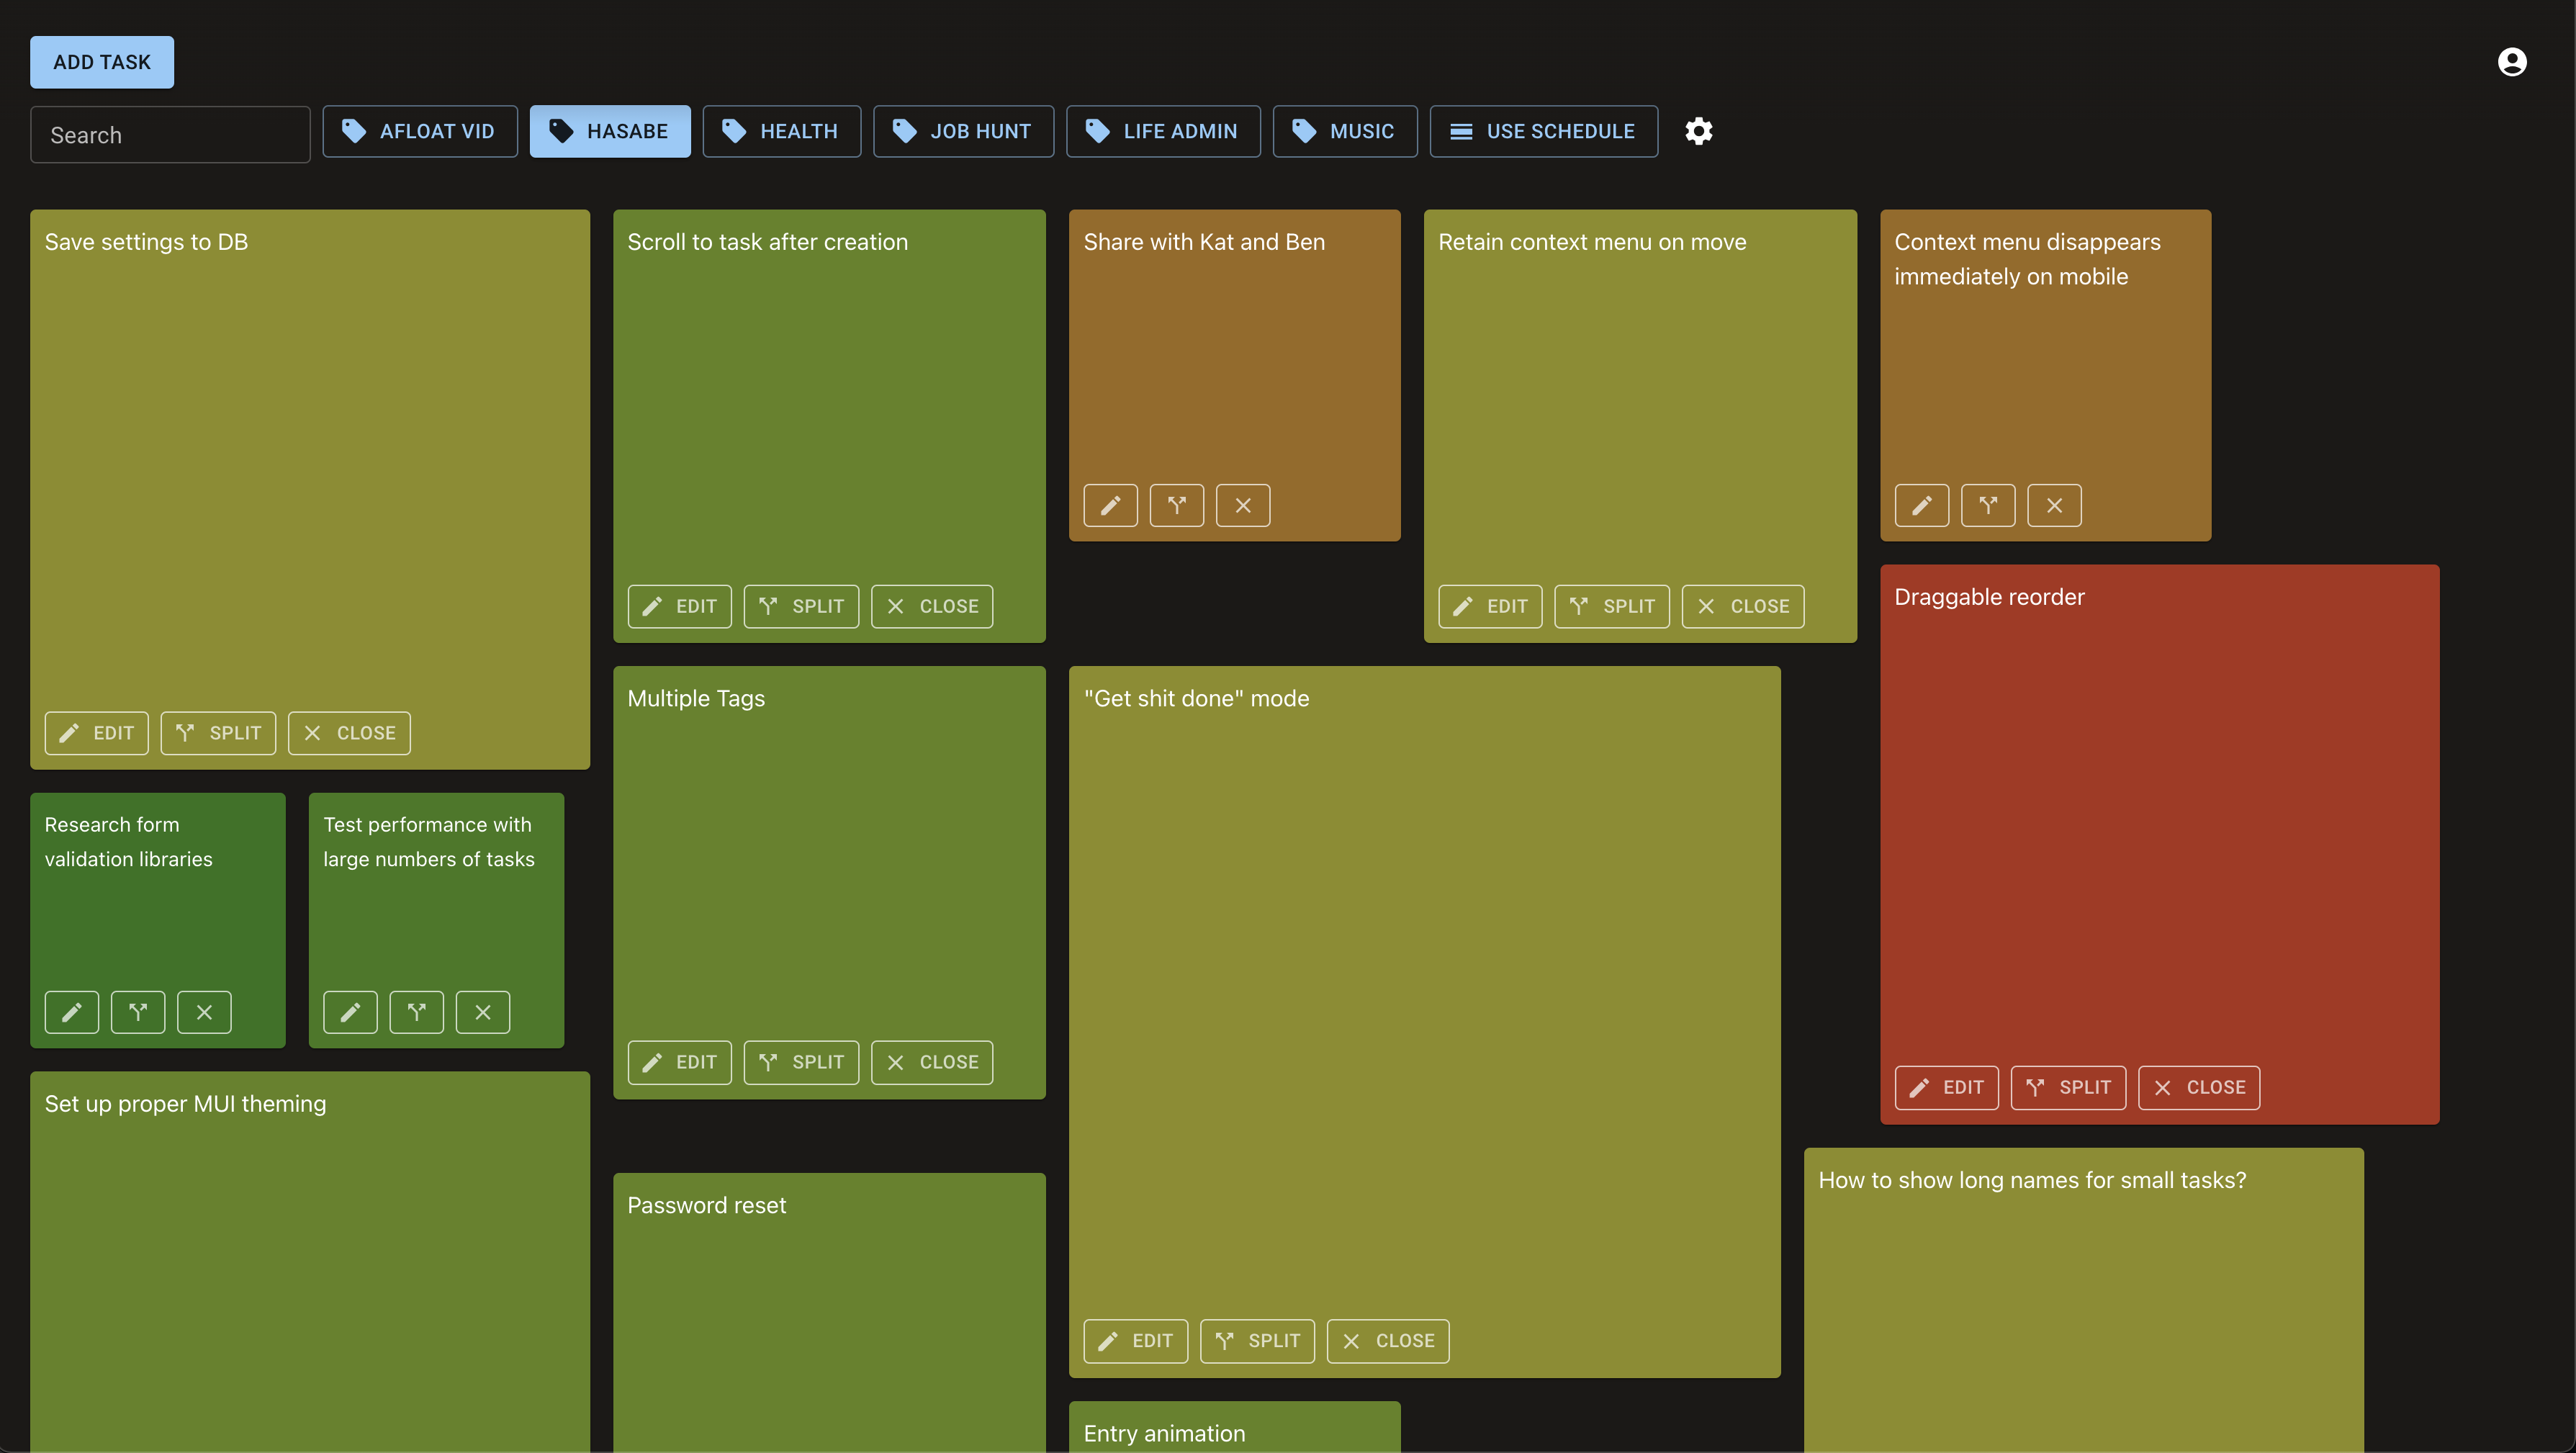 ADD TASK
Search
AFLOAT VID
HASABE
HEALTH
JOB HUNT
LIFE ADMIN
MUSIC
USE SCHEDULE
Save settings to DB
EDIT
SPLIT
CLOSE
Scroll to task after creation
EDIT
SPLIT
CLOSE
Share with Kat and Ben
Retain context menu on move
EDIT
SPLIT
CLOSE
Context menu disappears
immediately on mobile
Draggable reorder
EDIT
SPLIT
CLOSE
Multiple Tags
EDIT
SPLIT
CLOSE
"Get shit done" mode
EDIT
SPLIT
CLOSE
Research form
validation libraries
Test performance with
large numbers of tasks
Set up proper MUI theming
Password reset
How to show long names for small tasks?
Entry animation